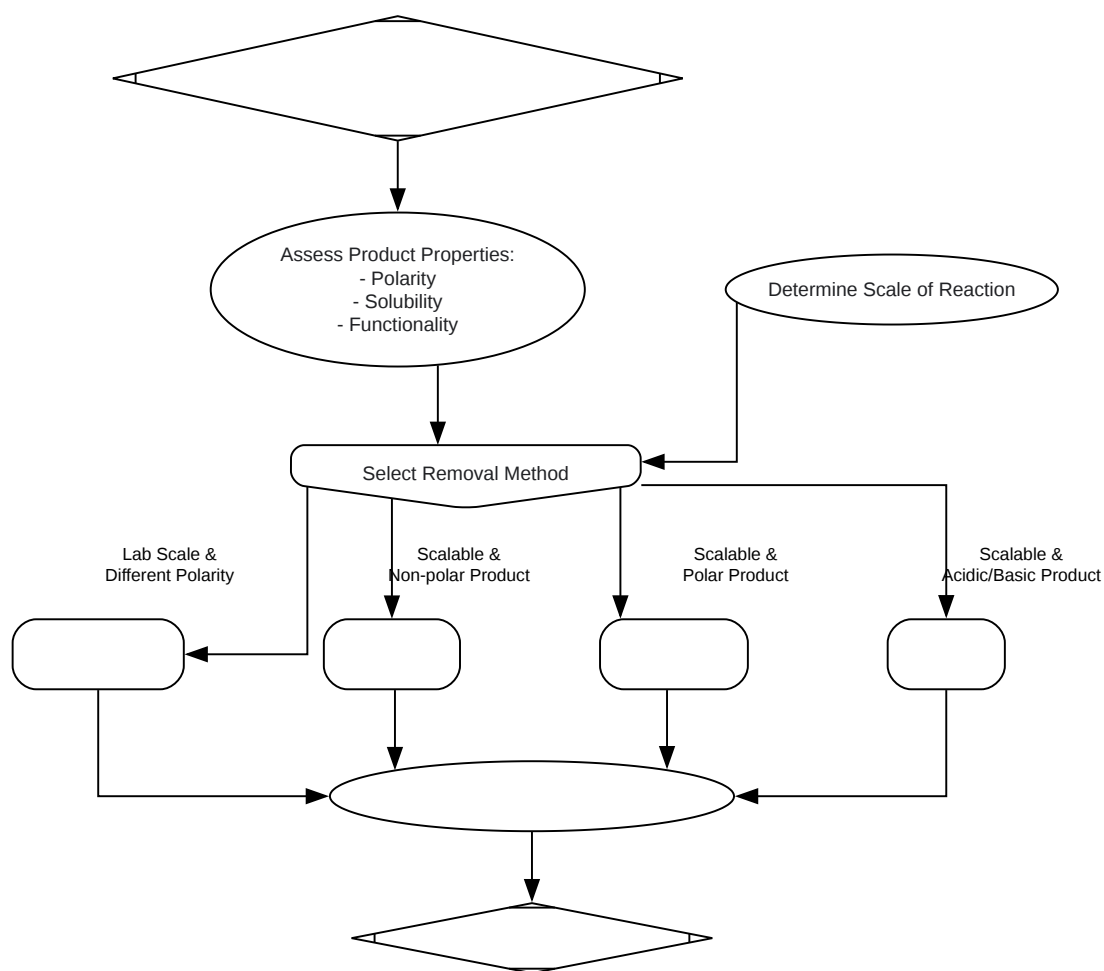 Assess Product Properties:
- Polarity
- Solubility
- Functionality
Determine Scale of Reaction
Select Removal Method
Lab Scale &
Different Polarity
Scalable &
Non-polar Product
Scalable &
Polar Product
Scalable &
Acidic/Basic Product